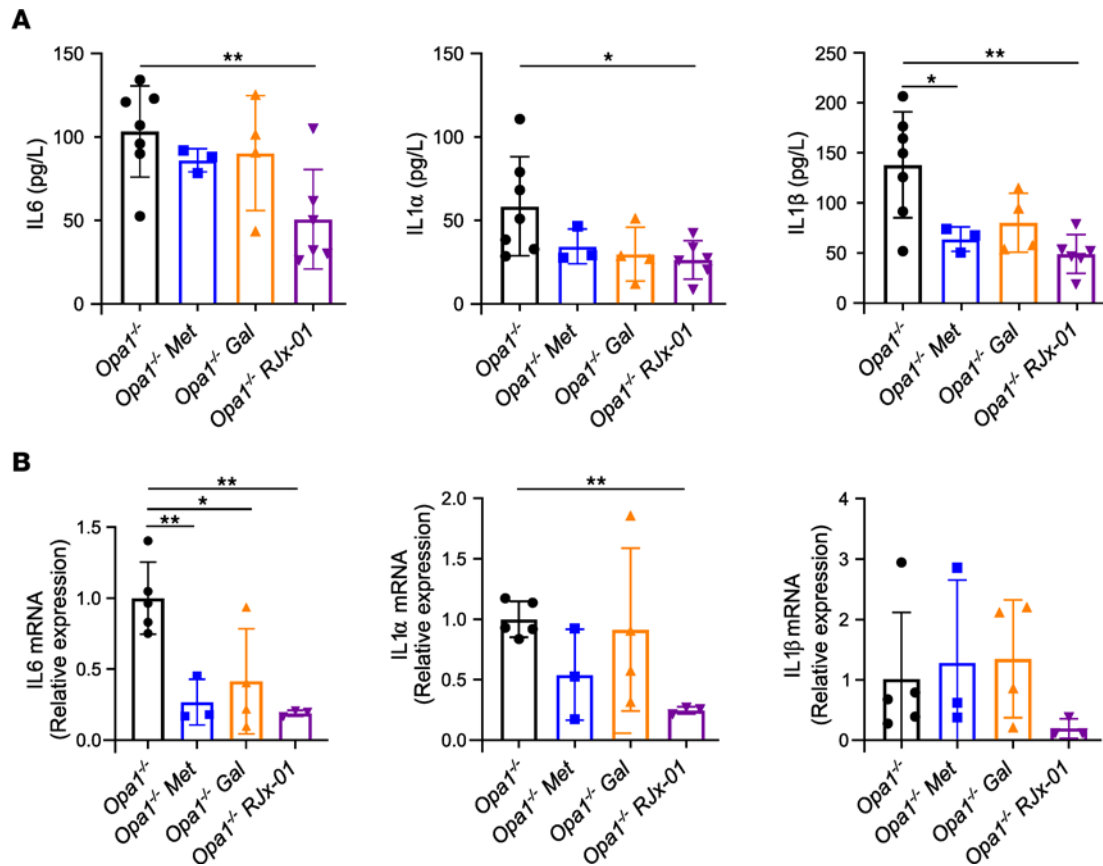 A
**
150
100
50
0
IL6 (pg/L)
Opa1-/-
Opa1-/- Met
Opa1-/- Gal
Opa1-/- RJx-01
*
150
100
50
0
IL1α (pg/L)
Opa1-/-
Opa1-/- Met
Opa1-/- Gal
Opa1-/- RJx-01
**
*
250
200
150
100
50
0
IL1β (pg/L)
Opa1-/-
Opa1-/- Met
Opa1-/- Gal
Opa1-/- RJx-01
B
**
*
**
1.5
1.0
0.5
0.0
IL6 mRNA
(Relative expression)
Opa1-/-
Opa1-/- Met
Opa1-/- Gal
Opa1-/- RJx-01
**
2.0
1.5
1.0
0.5
0.0
IL1α mRNA
(Relative expression)
Opa1-/-
Opa1-/- Met
Opa1-/- Gal
Opa1-/- RJx-01
4
3
2
1
0
IL1β mRNA
(Relative expression)
Opa1-/-
Opa1-/- Met
Opa1-/- Gal
Opa1-/- RJx-01